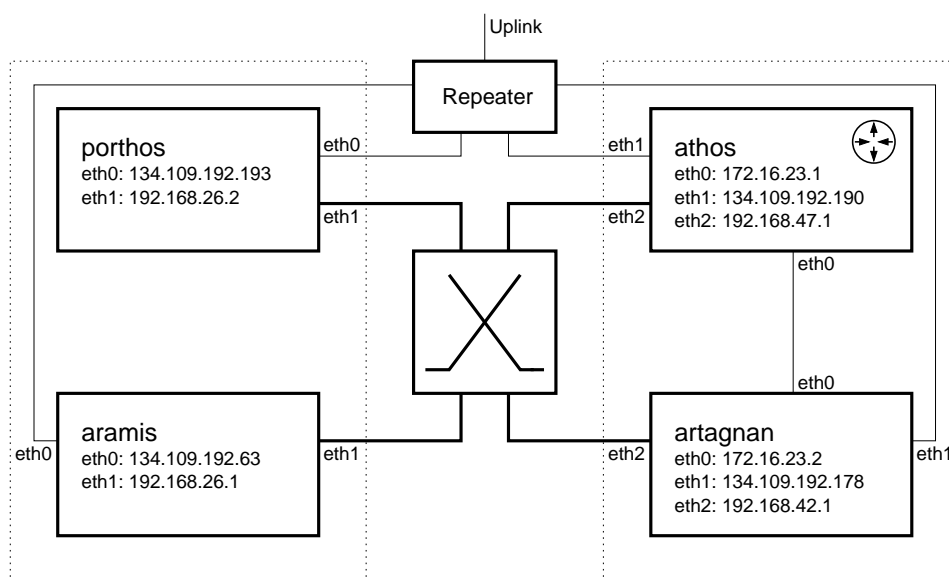 Uplink
Repeater
porthos
eth0: 134.109.192.193
eth1: 192.168.26.2
eth0
eth1
eth1
eth2
athos
eth0: 172.16.23.1
eth1: 134.109.192.190
eth2: 192.168.47.1
eth0
eth0
aramis
eth0: 134.109.192.63
eth1: 192.168.26.1
eth0
eth1
eth2
artagnan
eth0: 172.16.23.2
eth1: 134.109.192.178
eth2: 192.168.42.1
eth1